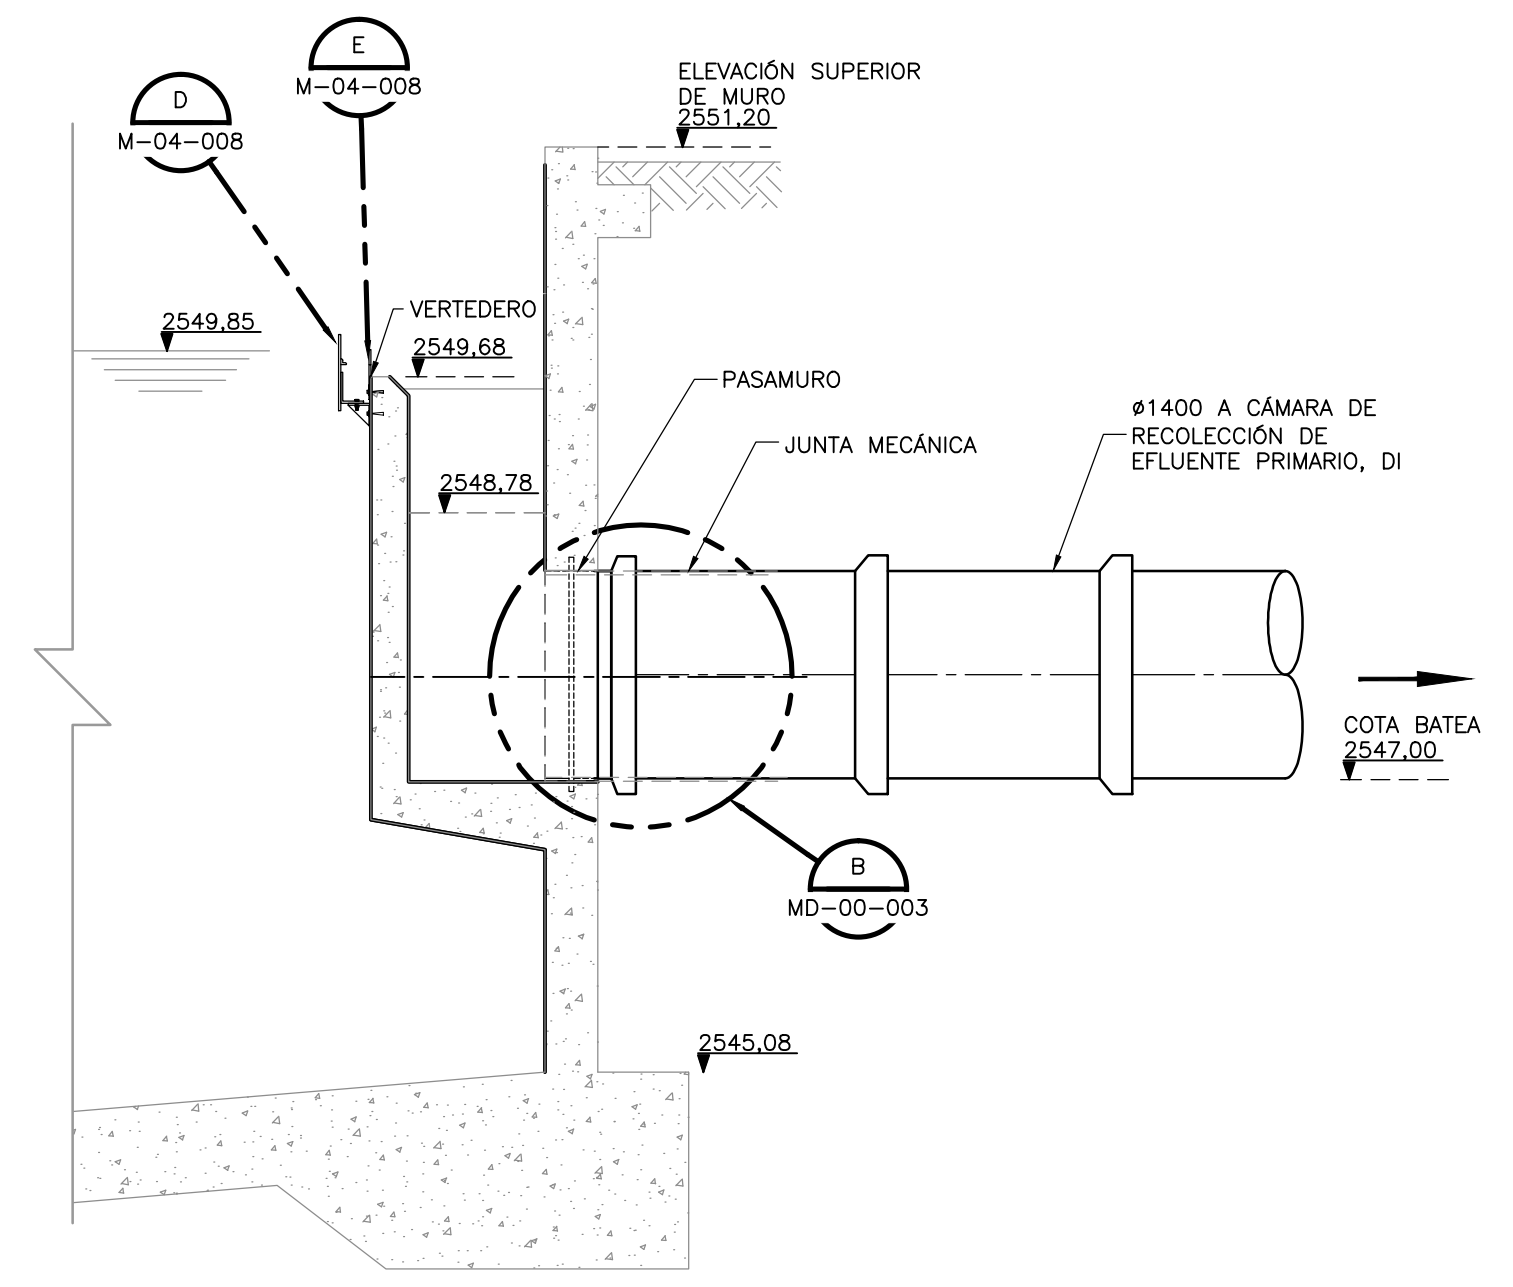 E
M-04-008
D
M-04-008
ELEVACIÓN SUPERIOR
DE MURO
2551,20
VERTEDERO
2549,85
2549,68
PASAMURO
ø1400 A CÁMARA DE
RECOLECCIÓN DE
EFLUENTE PRIMARIO, DI
JUNTA MECÁNICA
2548,78
COTA BATEA
2547,00
B
MD-00-003
2545,08